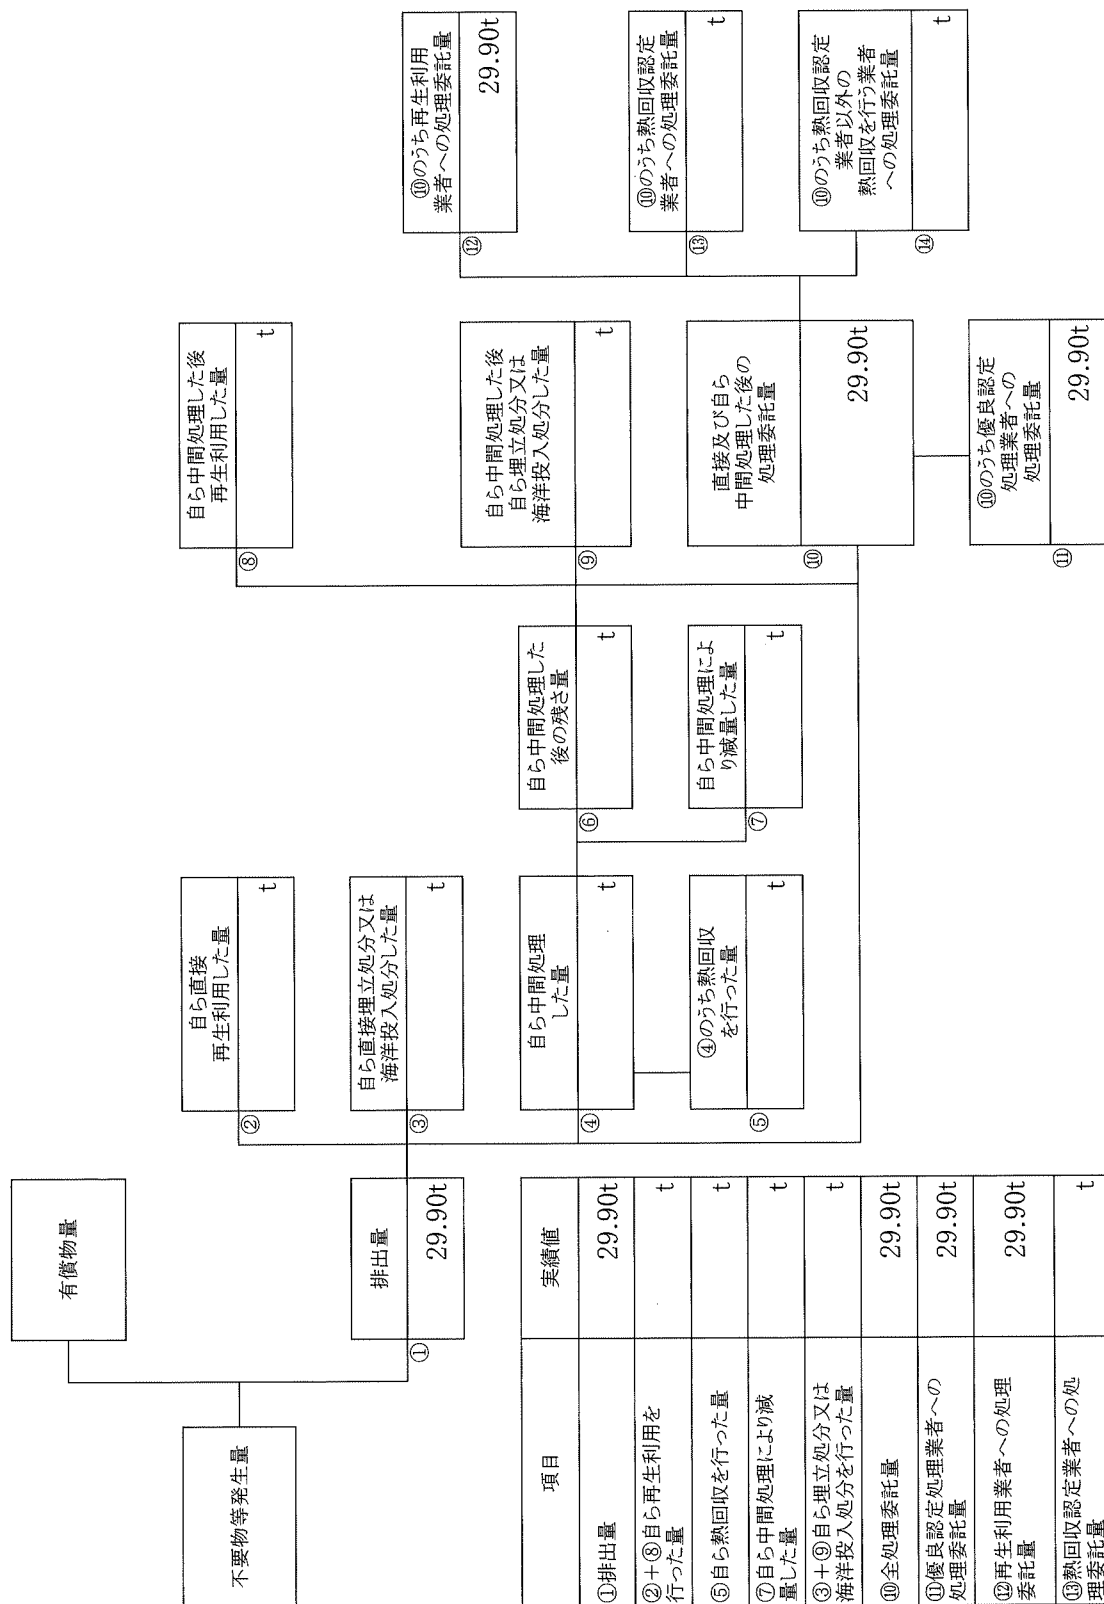 不要物等発生量
有償物量
排出量
①
29.90t
自ら直接
再生利用した量
②
t
自ら直接埋立処分又は
海洋投入処分した量
③
t
自ら中間処理
した量
④
t
④のうち熱回収
を行った量
⑤
t
自ら中間処理した
後の残さ量
⑥
t
自ら中間処理によ
り減量した量
⑦
t
自ら中間処理した後
再生利用した量
⑧
t
自ら中間処理した後
自ら埋立処分又は
海洋投入処分した量
⑨
t
直接及び自ら
中間処理した後の
処理委託量
⑩
29.90t
⑩のうち優良認定
処理業者への
処理委託量
⑪
29.90t
⑩のうち再生利用
業者への処理委託量
⑫
29.90t
⑩のうち熱回収認定
業者への処理委託量
⑬
t
⑩のうち熱回収認定
業者以外の
熱回収を行う業者
への処理委託量
⑭
t
項目 実績値
①排出量 29.90t
②+⑧自ら再生利用を
行った量 t
⑤自ら熱回収を行った量 t
⑦自ら中間処理により減
量した量 t
③+⑨自ら埋立処分又は
海洋投入処分を行った量 t
⑩全処理委託量 29.90t
⑪優良認定処理業者への
処理委託量 29.90t
⑫再生利用業者への処理
委託量 29.90t
⑬熱回収認定業者への処
理委託量 t